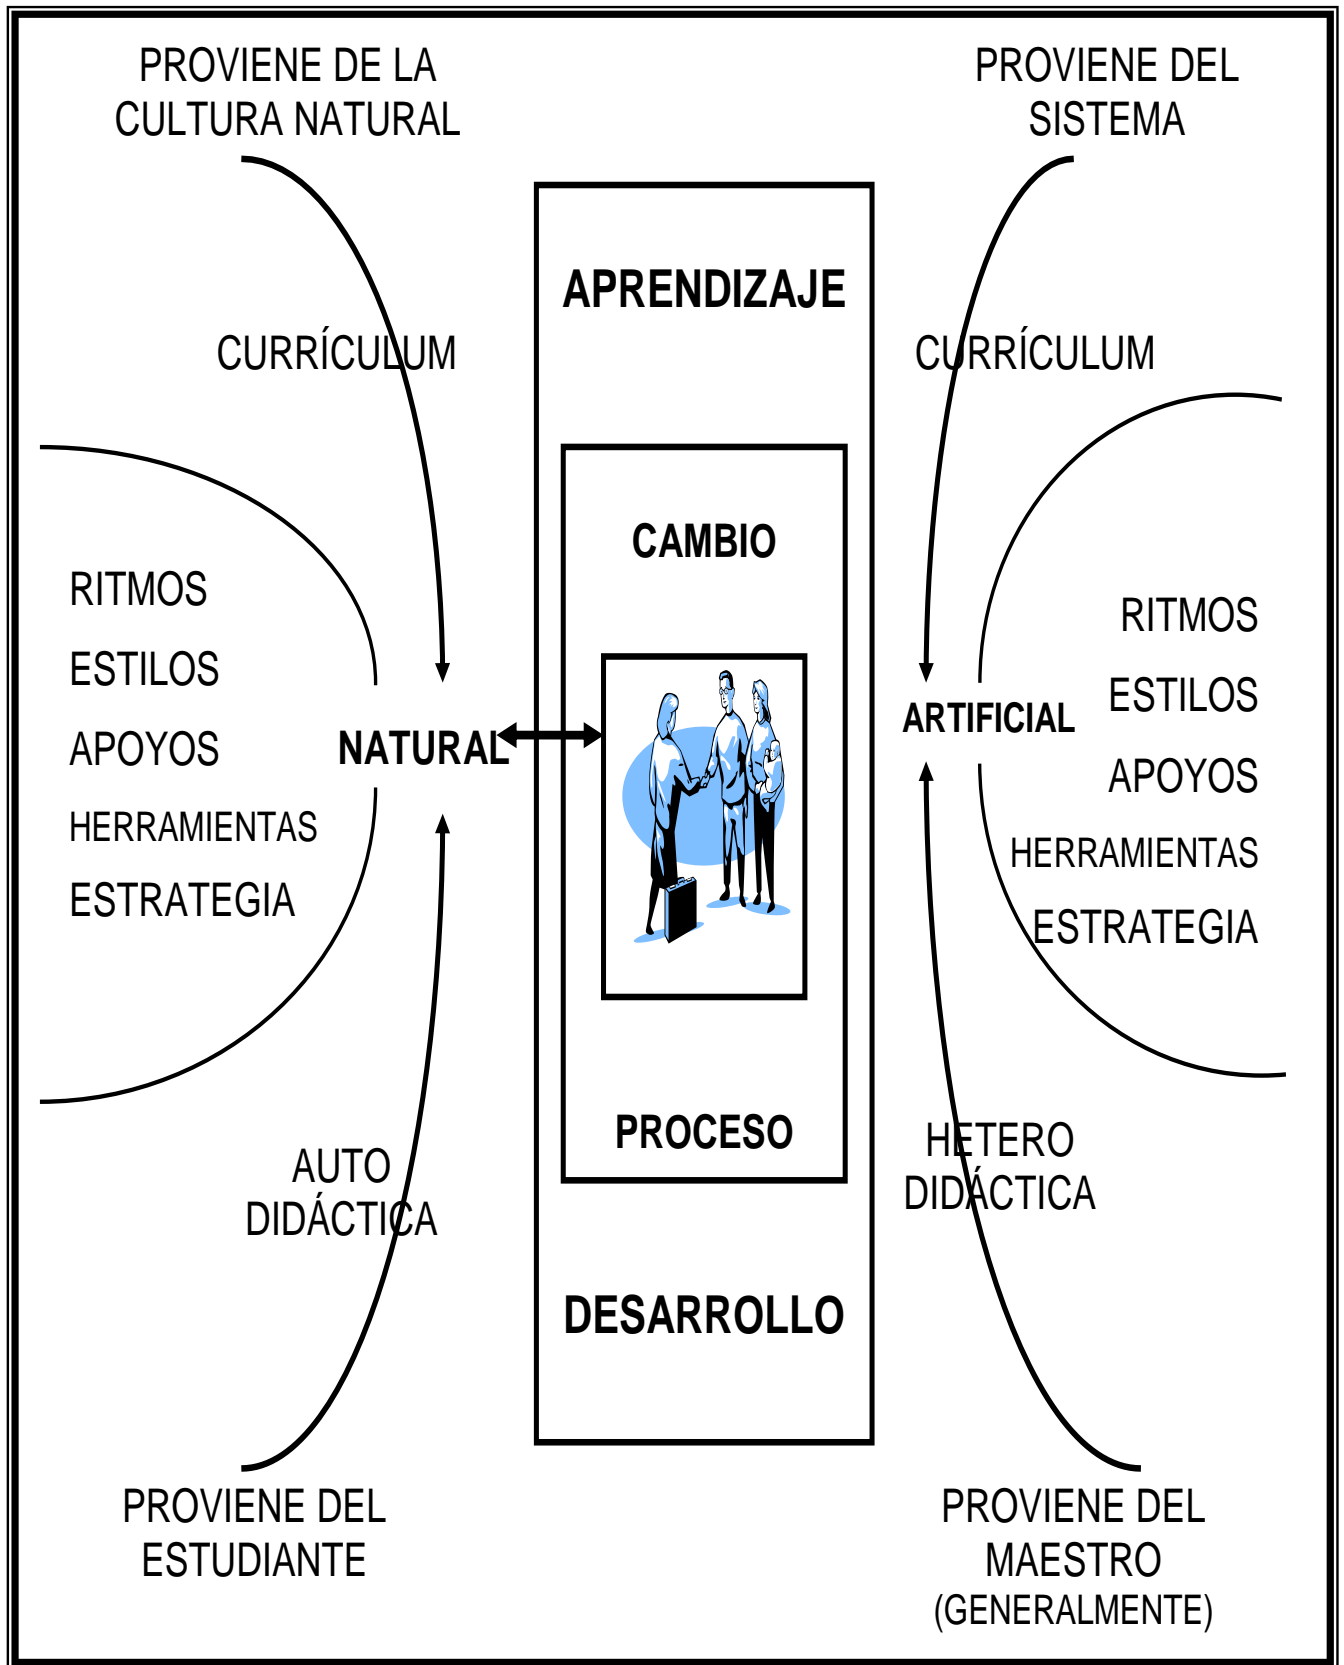 PROVIENE DE LA
CULTURA NATURAL
PROVIENE DEL
SISTEMA
APRENDIZAJE
CURRÍCULUM
CURRÍCULUM
CAMBIO
RITMOS
ESTILOS
APOYOS
HERRAMIENTAS
ESTRATEGIA
NATURAL
ARTIFICIAL
RITMOS
ESTILOS
APOYOS
HERRAMIENTAS
ESTRATEGIA
PROCESO
AUTO
DIDÁCTICA
HETERO
DIDÁCTICA
DESARROLLO
PROVIENE DEL
ESTUDIANTE
PROVIENE DEL
MAESTRO
(GENERALMENTE)